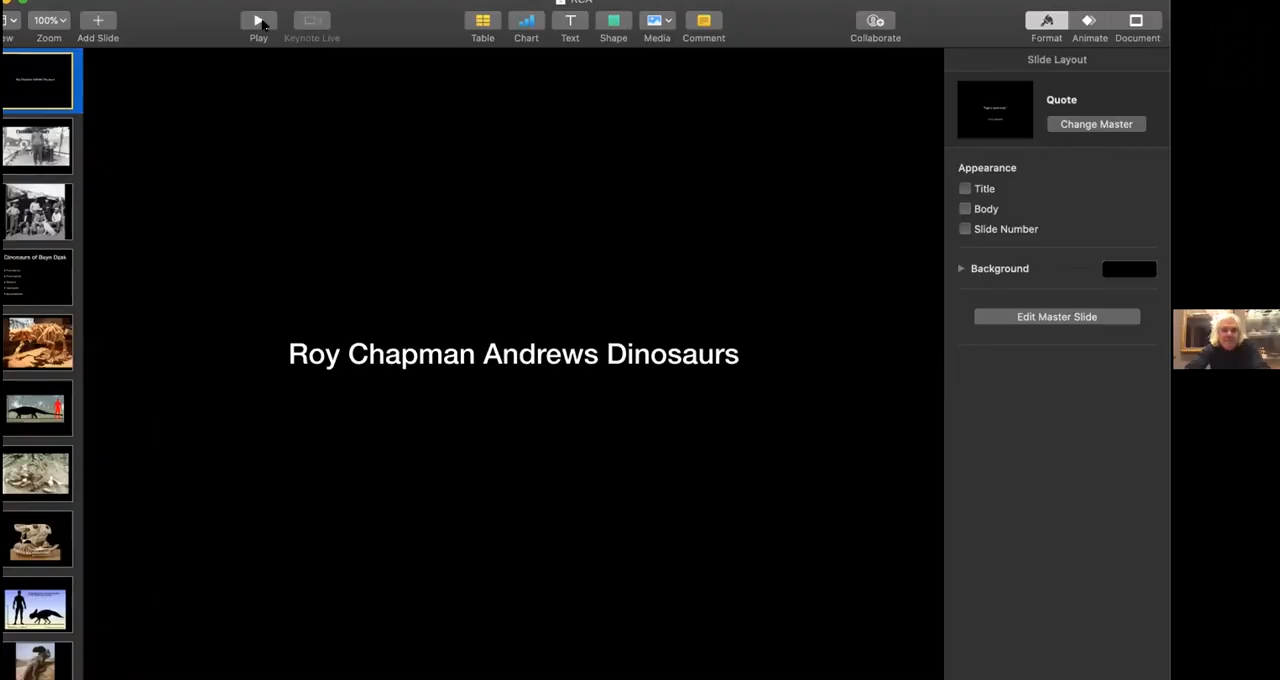 100%
Zoom
Add Slide
Play
Keynote Live
Table
Chart
Text
Shape
Media
Comment
Collaborate
Format
Animate
Document
Slide Layout
Quote
Change Master
Appearance
Title
Body
Slide Number
Background
Edit Master Slide
Roy Chapman Andrews Dinosaurs
Dinosaurs of Bayn Dzak